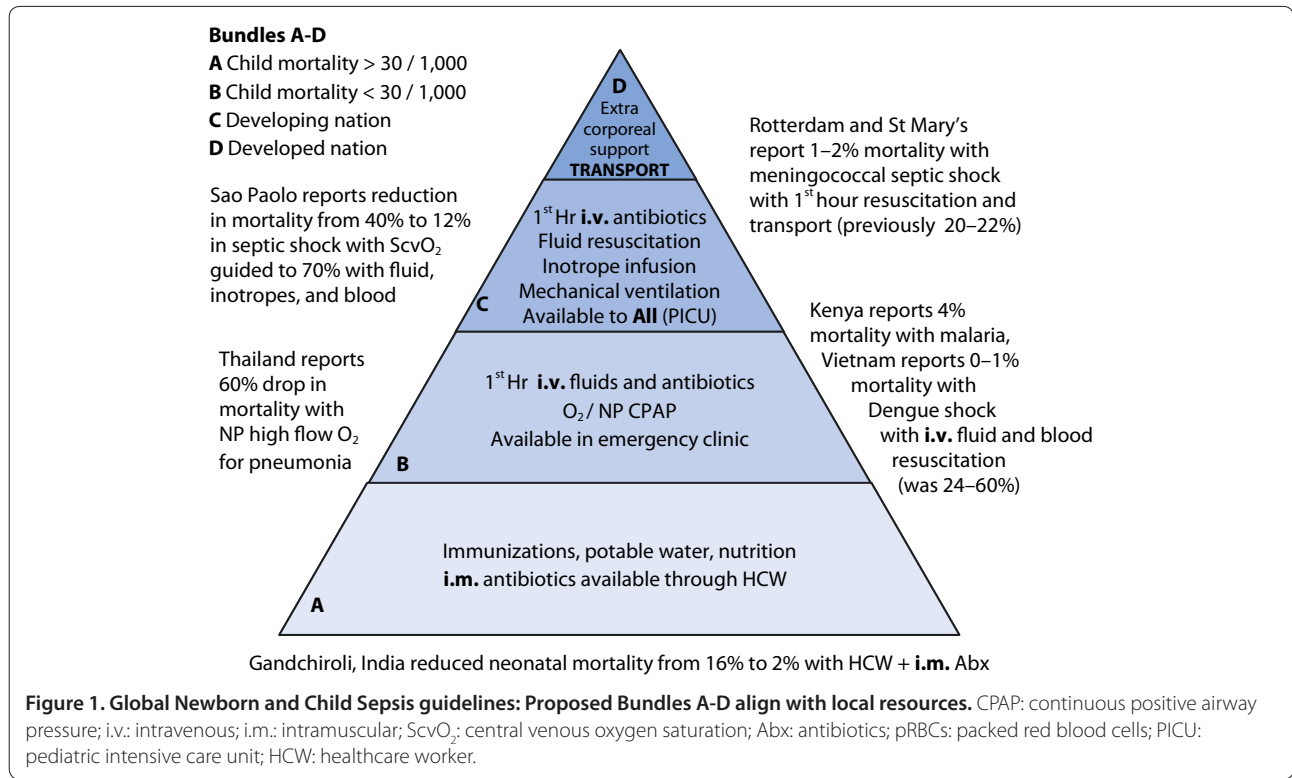 Bundles A-D
A Child mortality > 30 / 1,000
B Child mortality < 30 / 1,000
C Developing nation
D Developed nation
Sao Paolo reports reduction
in mortality from 40% to 12%
in septic shock with ScvO₂
guided to 70% with fluid,
inotropes, and blood
Thailand reports
60% drop in
mortality with
NP high flow O₂
for pneumonia
D
Extra
corporeal
support
TRANSPORT
1st Hr i.v. antibiotics
Fluid resuscitation
Inotrope infusion
Mechanical ventilation
C Available to All (PICU)
1st Hr i.v. fluids and antibiotics
O₂ / NP CPAP
Available in emergency clinic
B
Immunizations, potable water, nutrition
i.m. antibiotics available through HCW
A
Rotterdam and St Mary's
report 1–2% mortality with
meningococcal septic shock
with 1st hour resuscitation and
transport (previously 20–22%)
Kenya reports 4%
mortality with malaria,
Vietnam reports 0–1%
mortality with
Dengue shock
with i.v. fluid and blood
resuscitation
(was 24–60%)
Gandchiroli, India reduced neonatal mortality from 16% to 2% with HCW + i.m. Abx
Figure 1. Global Newborn and Child Sepsis guidelines: Proposed Bundles A-D align with local resources. CPAP: continuous positive airway
pressure; i.v.: intravenous; i.m.: intramuscular; ScvO₂: central venous oxygen saturation; Abx: antibiotics; pRBCs: packed red blood cells; PICU:
pediatric intensive care unit; HCW: healthcare worker.